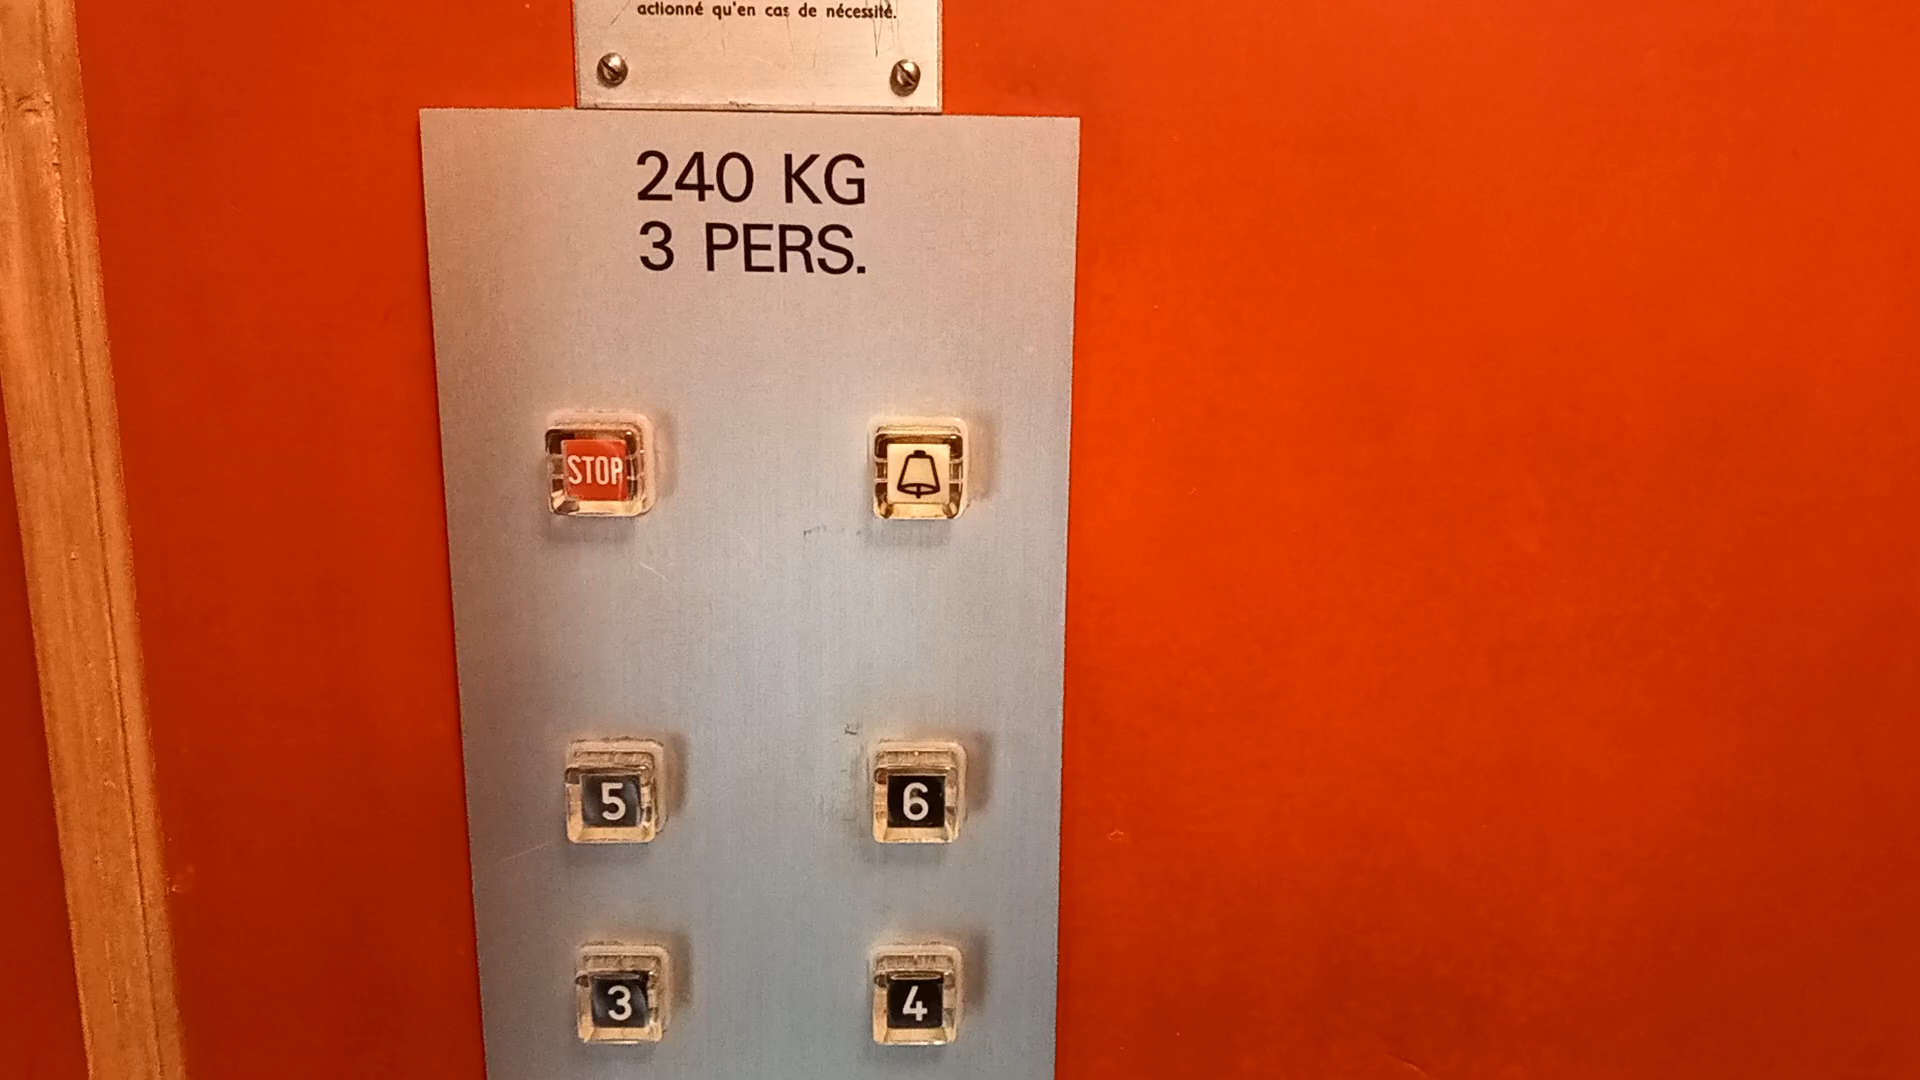 actionné qu'en cas de nécessité.
240 KG
3 PERS.
STOP
5 6
3 4